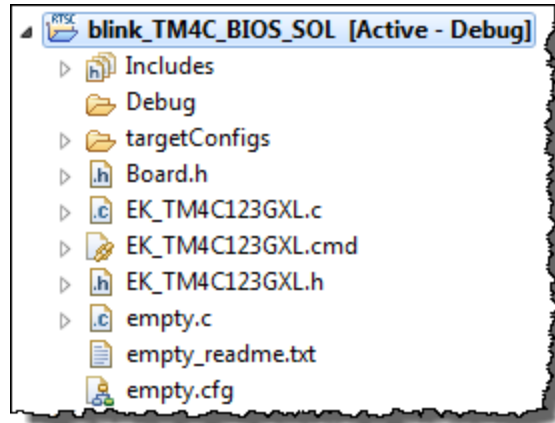 RTSC
blink_TM4C_BIOS_SOL [Active - Debug]
Includes
Debug
targetConfigs
Board.h
EK_TM4C123GXL.c
EK_TM4C123GXL.cmd
EK_TM4C123GXL.h
empty.c
empty_readme.txt
empty.cfg